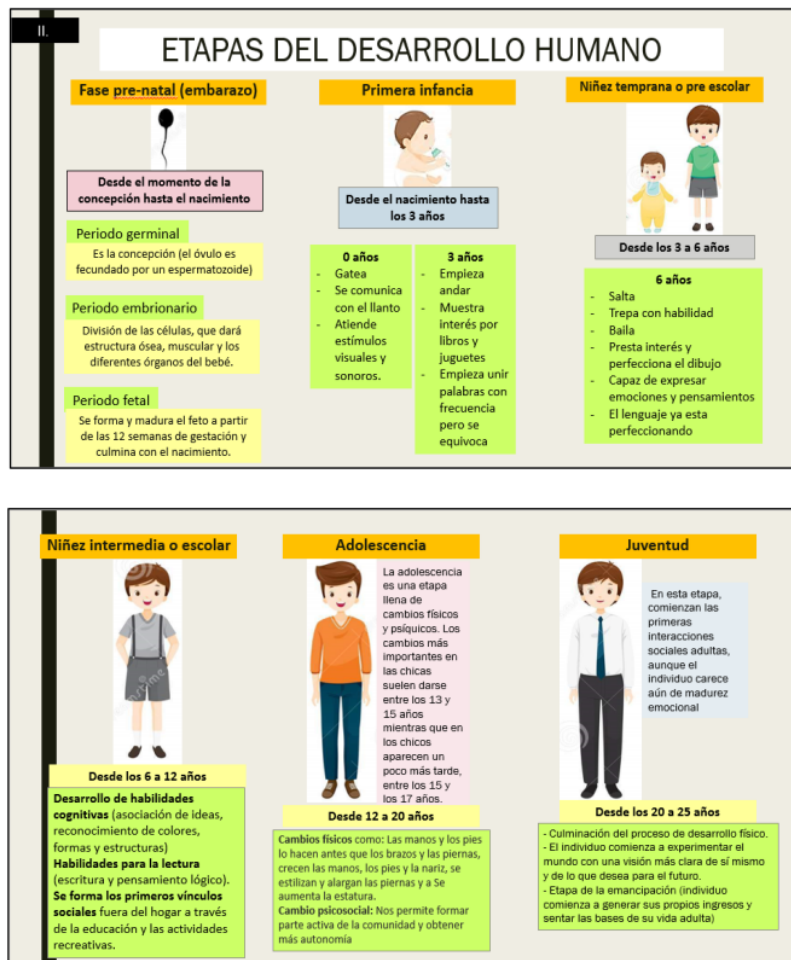 II.
ETAPAS DEL DESARROLLO HUMANO
Fase pre-natal (embarazo)
Desde el momento de la
concepción hasta el nacimiento
Periodo germinal
Es la concepción (el óvulo es
fecundado por un espermatozoide)
Periodo embrionario
División de las células, que dará
estructura ósea, muscular y los
diferentes órganos del bebé.
Periodo fetal
Se forma y madura el feto a partir
de las 12 semanas de gestación y
culmina con el nacimiento.
Primera infancia
Desde el nacimiento hasta
los 3 años
0 años
- Gatea
- Se comunica
con el llanto
- Atiende
estímulos
visuales y
sonoros.
3 años
- Empieza
andar
- Muestra
interés por
libros y
juguetes
- Empieza unir
palabras con
frecuencia
pero se
equivoca
Niñez temprana o pre escolar
Desde los 3 a 6 años
6 años
- Salta
- Trepa con habilidad
- Baila
- Presta interés y
perfecciona el dibujo
- Capaz de expresar
emociones y pensamientos
- El lenguaje ya esta
perfeccionando
Niñez intermedia o escolar
Desde los 6 a 12 años
Desarrollo de habilidades
cognitivas (asociación de ideas,
reconocimiento de colores,
formas y estructuras)
Habilidades para la lectura
(escritura y pensamiento lógico).
Se forma los primeros vínculos
sociales fuera del hogar a través
de la educación y las actividades
recreativas.
Adolescencia
La adolescencia
es una etapa
llena de
cambios físicos
y psíquicos. Los
cambios más
importantes en
las chicas
suelen darse
entre los 13 y
15 años
mientras que en
los chicos
aparecen un
poco más tarde,
entre los 15 y
los 17 años.
Desde 12 a 20 años
Cambios físicos como: Las manos y los pies
lo hacen antes que los brazos y las piernas,
crecen las manos, los pies y la nariz, se
estilizan y alargan las piernas y a Se
aumenta la estatura.
Cambio psicosocial: Nos permite formar
parte activa de la comunidad y obtener
más autonomía
Juventud
En esta etapa,
comienzan las
primeras
interacciones
sociales adultas,
aunque el
individuo carece
aún de madurez
emocional
Desde los 20 a 25 años
- Culminación del proceso de desarrollo físico.
- El individuo comienza a experimentar el
mundo con una visión más clara de sí mismo
y de lo que desea para el futuro.
- Etapa de la emancipación (individuo
comienza a generar sus propios ingresos y
sentar las bases de su vida adulta)